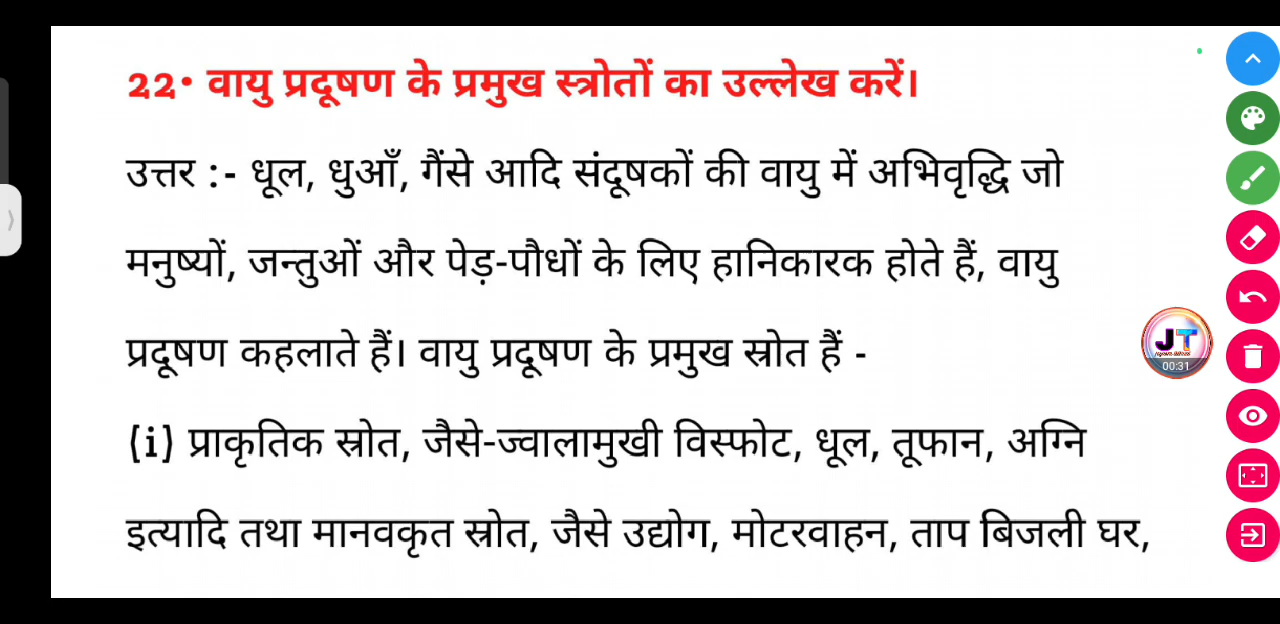 22• वायु प्रदूषण के प्रमुख स्त्रोतों का उल्लेख करें।
उत्तर :- धूल, धुआँ, गैंसे आदि संदूषकों की वायु में अभिवृद्धि जो
मनुष्यों, जन्तुओं और पेड़-पौधों के लिए हानिकारक होते हैं, वायु
प्रदूषण कहलाते हैं। वायु प्रदूषण के प्रमुख स्रोत हैं -
(i) प्राकृतिक स्रोत, जैसे-ज्वालामुखी विस्फोट, धूल, तूफान, अग्नि
इत्यादि तथा मानवकृत स्रोत, जैसे उद्योग, मोटरवाहन, ताप बिजली घर,
JT
00:31